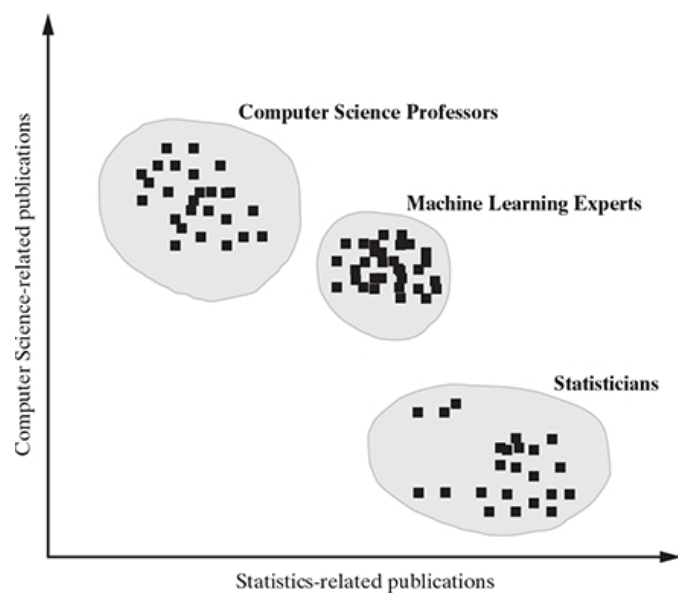 Computer Science Professors
Machine Learning Experts
Statisticians
Computer Science-related publications
Statistics-related publications